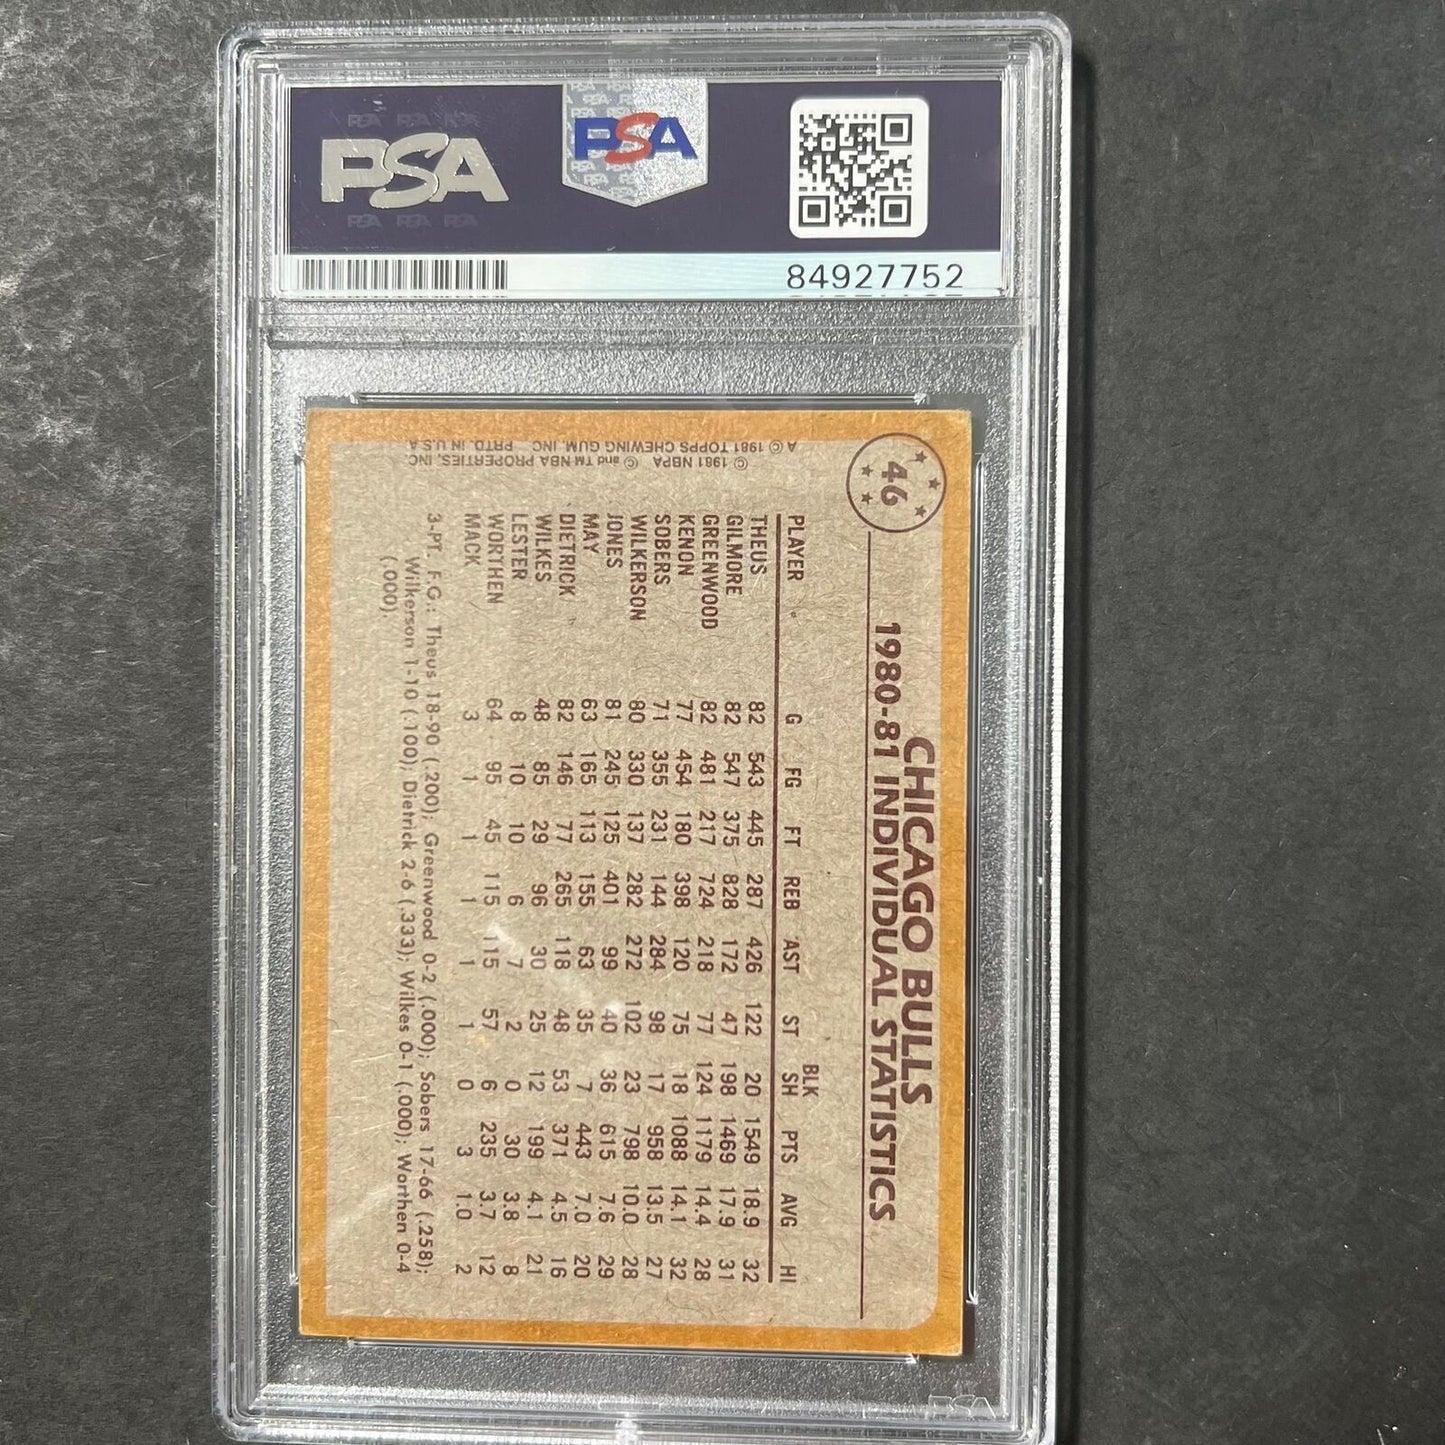 PSA
PSA
84927752
46
CHICAGO BULLS
1980-81 INDIVIDUAL STATISTICS
PLAYER G FG FT REB AST ST BLK SH PTS AVG HI
THEUS 82 543 445 287 426 122 20 1549 18.9 32
GILMORE 82 547 375 828 172 47 198 1469 17.9 31
GREENWOOD 82 481 217 724 218 77 124 1179 14.4 28
KENON 77 454 180 398 120 75 18 1088 14.1 32
SOBERS 71 355 231 144 284 98 17 958 13.5 27
WILKERSON 80 330 137 282 272 102 23 798 10.0 28
JONES 81 245 125 401 99 40 36 615 7.6 29
MAY 63 165 113 155 63 35 7 443 7.0 20
DIETRICK 82 146 77 265 118 48 53 371 4.5 16
WILKES 48 85 29 96 30 25 12 199 4.1 21
LESTER 8 10 10 6 7 2 0 30 3.8 8
WORTHEN 64 95 45 115 115 57 6 235 3.7 12
MACK 3 1 1 1 1 1 0 3 1.0 2
3-PT. F.G.: Theus 18-90 (.200); Greenwood 0-2 (.000); Sobers 17-66 (.258);
Wilkerson 1-10 (.100); Dietrick 2-6 (.333); Wilkes 0-1 (.000); Worthen 0-4
(.000).
© 1981 NBPA © and TM NBA PROPERTIES, INC.
A © 1981 TOPPS CHEWING GUM, INC. PRTD. IN U.S.A
PSA